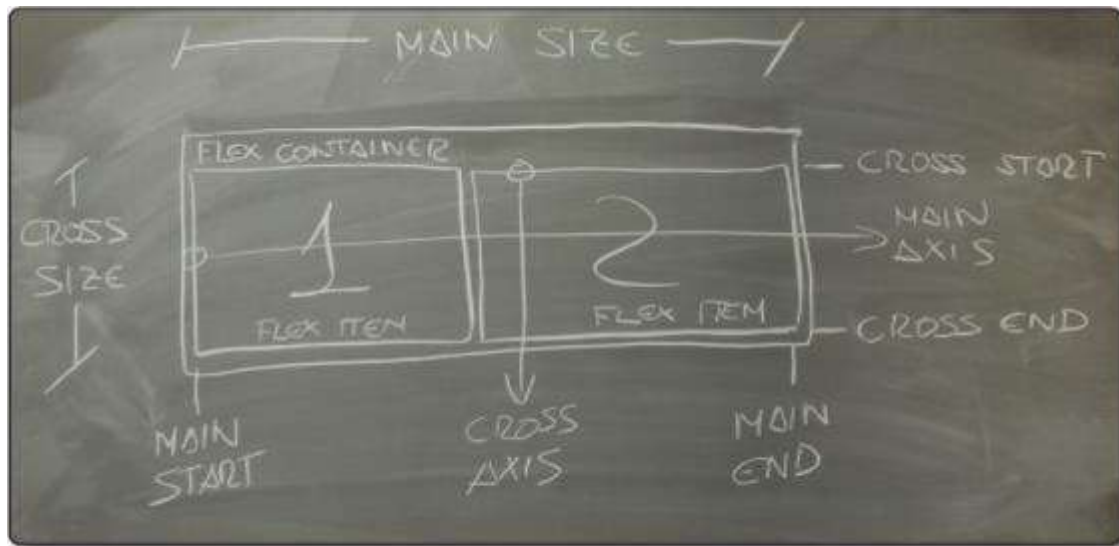 MAIN SIZE
FLEX CONTAINER
CROSS START
CROSS
SIZE
1
2
MAIN
AXIS
FLEX ITEM
FLEX ITEM
CROSS END
MAIN
START
CROSS
AXIS
MAIN
END